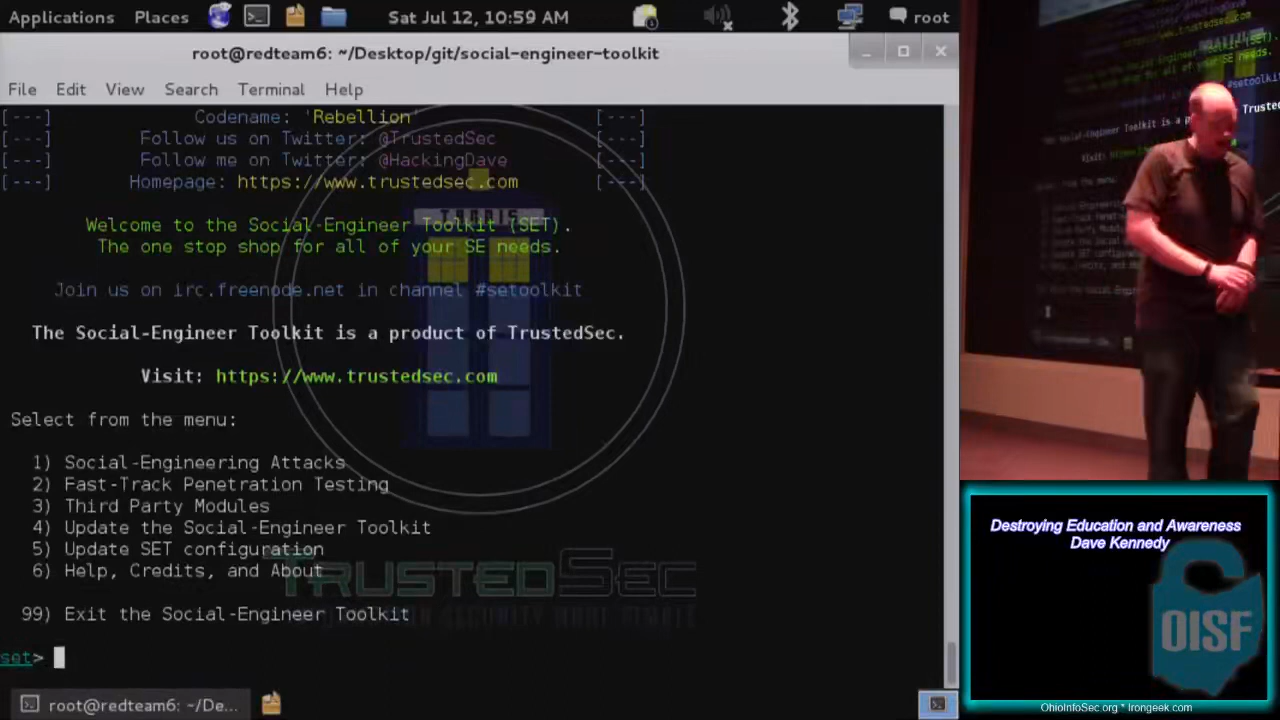 Applications Places Sat Jul 12, 10:59 AM root
root@redteam6: ~/Desktop/git/social-engineer-toolkit
File Edit View Search Terminal Help
[---] Codename: 'Rebellion' [---]
[---] Follow us on Twitter: @TrustedSec [---]
[---] Follow me on Twitter: @HackingDave [---]
[---] Homepage: https://www.trustedsec.com [---]
Welcome to the Social-Engineer Toolkit (SET).
The one stop shop for all of your SE needs.
Join us on irc.freenode.net in channel #setoolkit
The Social-Engineer Toolkit is a product of TrustedSec.
Visit: https://www.trustedsec.com
Select from the menu:
1) Social-Engineering Attacks
2) Fast-Track Penetration Testing
3) Third Party Modules
4) Update the Social-Engineer Toolkit
5) Update SET configuration
6) Help, Credits, and About
99) Exit the Social-Engineer Toolkit
set>
TRUSTEDSEC
root@redteam6: ~/De...
Destroying Education and Awareness
Dave Kennedy
OISF
OhioInfoSec.org * Irongeek.com